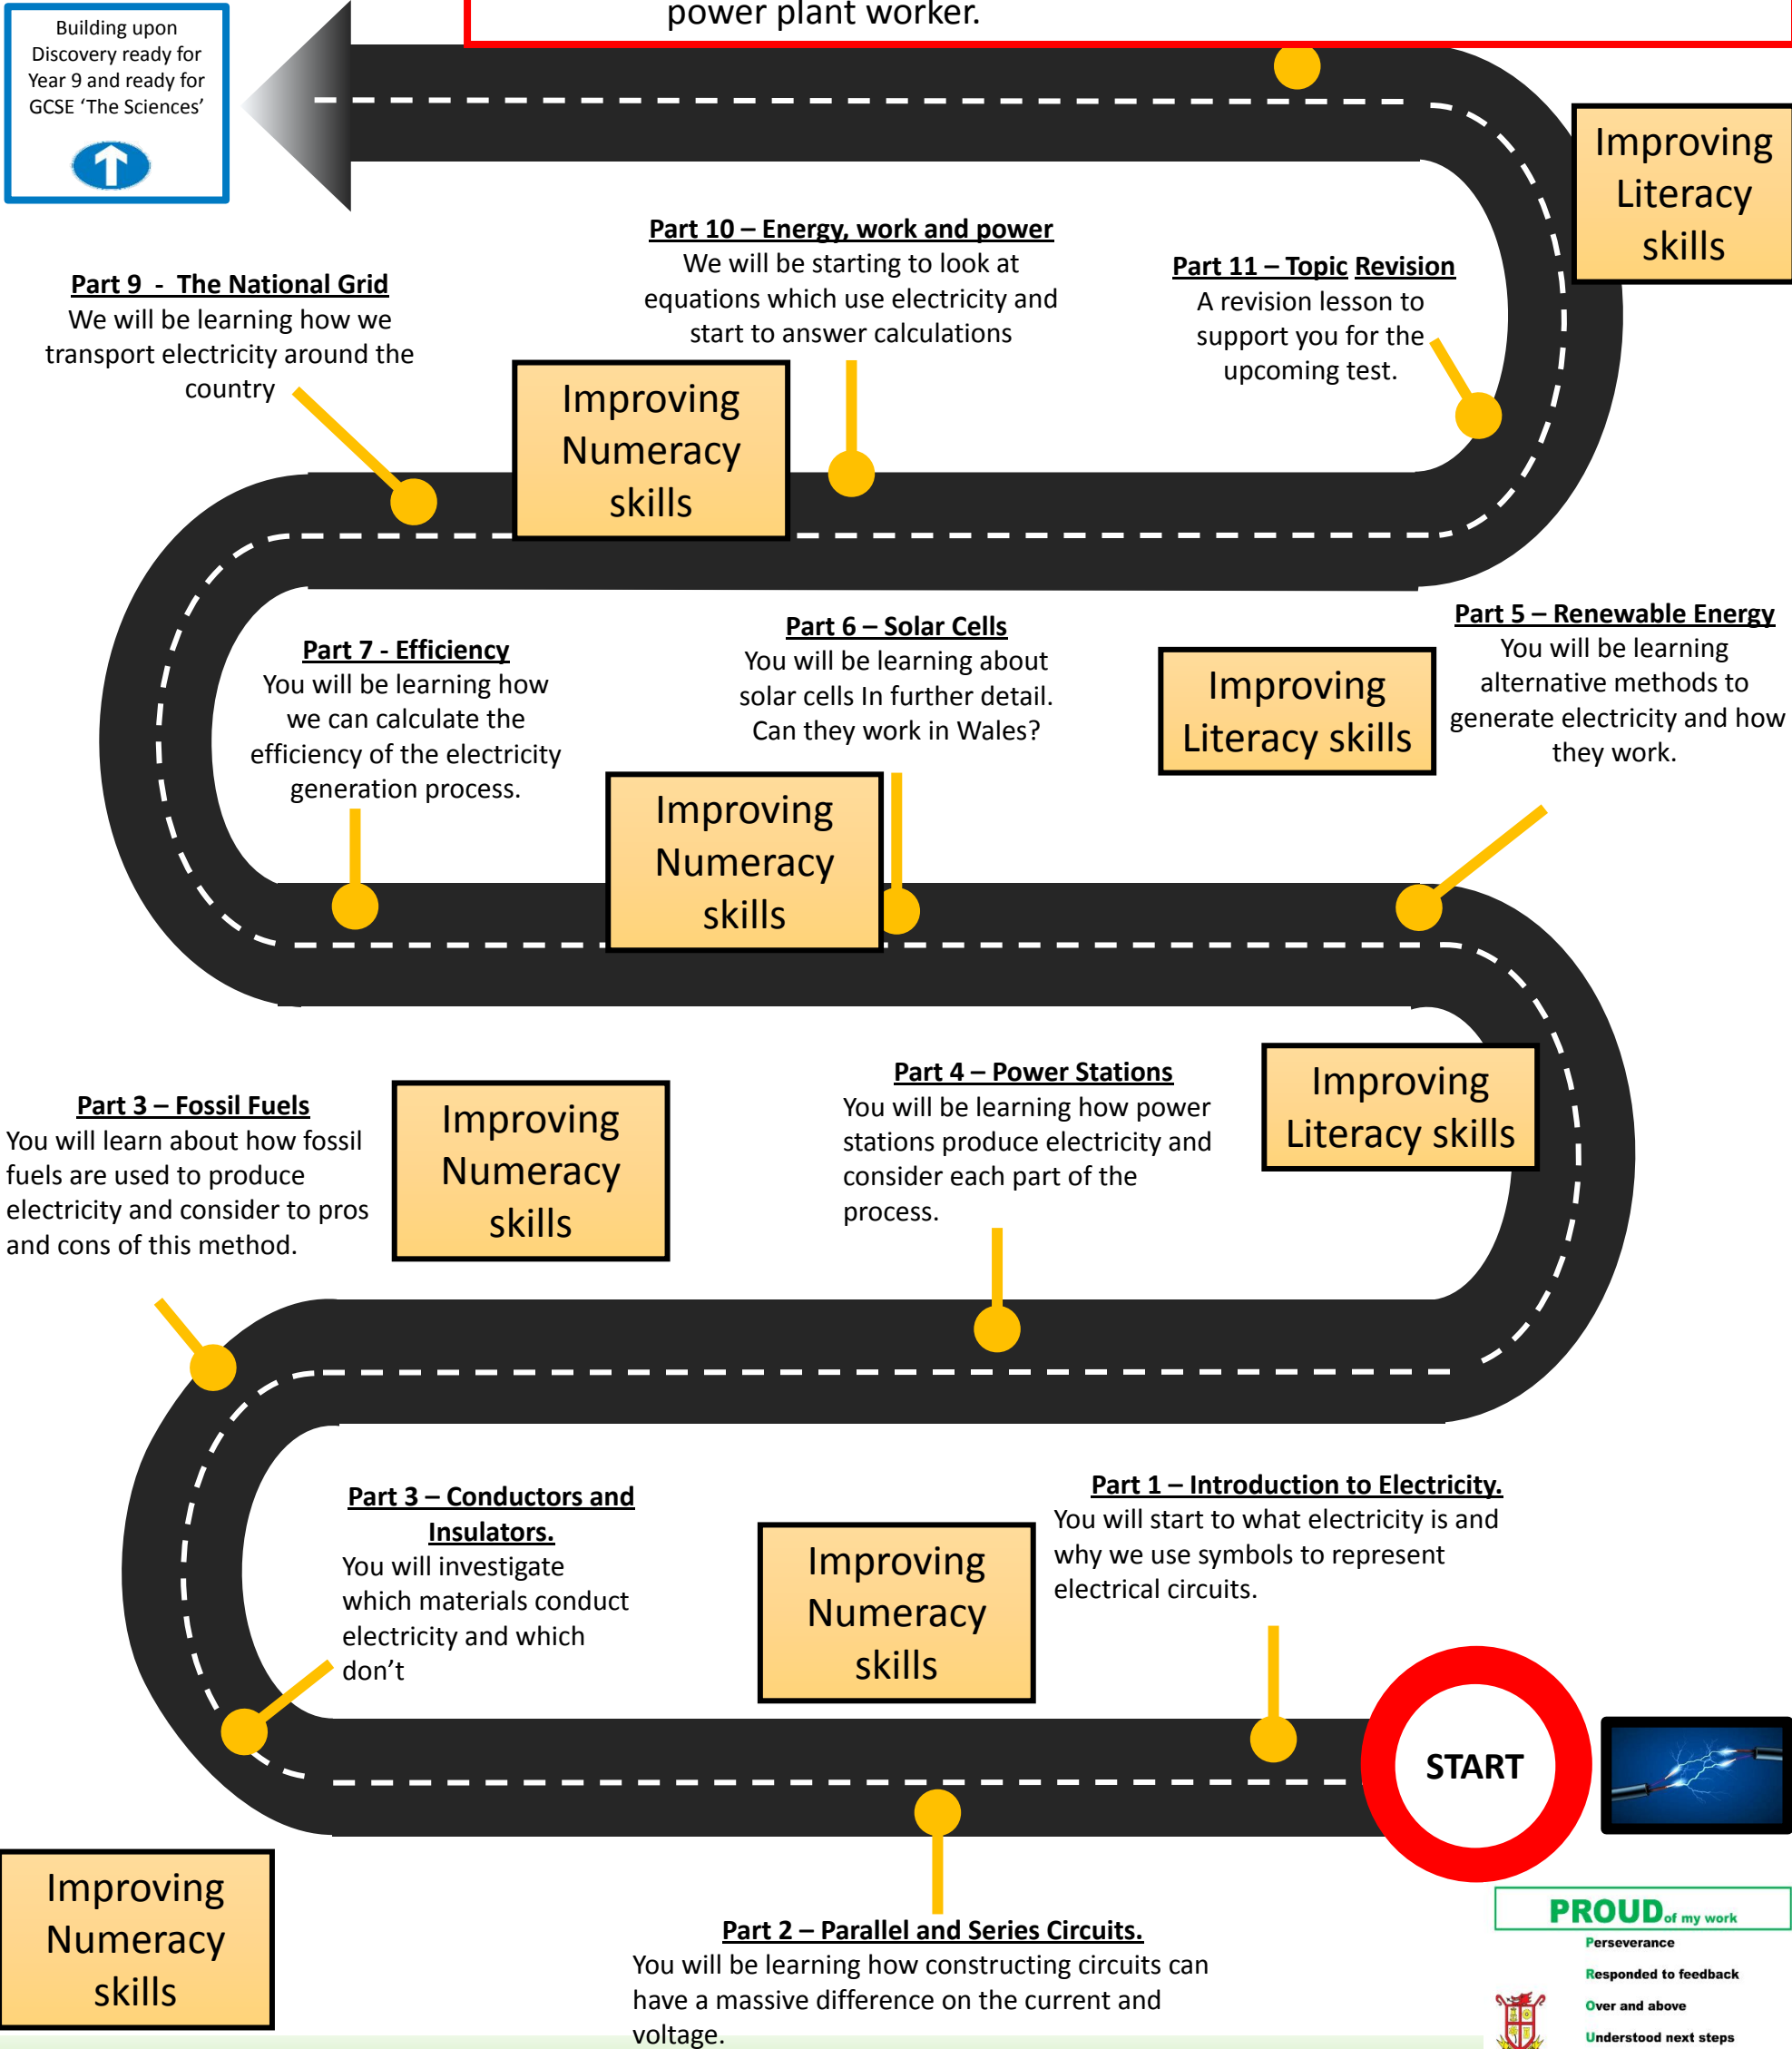 power plant worker.
Building upon
Discovery ready for
Year 9 and ready for
GCSE ‘The Sciences’
Improving
Literacy
skills
Part 10 – Energy, work and power
We will be starting to look at
equations which use electricity and
start to answer calculations
Part 9 - The National Grid
We will be learning how we
transport electricity around the
country
Part 11 – Topic Revision
A revision lesson to
support you for the
upcoming test.
Improving
Numeracy
skills
Part 7 - Efficiency
You will be learning how
we can calculate the
efficiency of the electricity
generation process.
Part 6 – Solar Cells
You will be learning about
solar cells In further detail.
Can they work in Wales?
Improving
Literacy skills
Part 5 – Renewable Energy
You will be learning
alternative methods to
generate electricity and how
they work.
Improving
Numeracy
skills
Part 3 – Fossil Fuels
You will learn about how fossil
fuels are used to produce
electricity and consider to pros
and cons of this method.
Improving
Numeracy
skills
Part 4 – Power Stations
You will be learning how power
stations produce electricity and
consider each part of the
process.
Improving
Literacy skills
Part 3 – Conductors and
Insulators.
You will investigate
which materials conduct
electricity and which
don’t
Improving
Numeracy
skills
Part 1 – Introduction to Electricity.
You will start to what electricity is and
why we use symbols to represent
electrical circuits.
START
Improving
Numeracy
skills
Part 2 – Parallel and Series Circuits.
You will be learning how constructing circuits can
have a massive difference on the current and
voltage.
PROUD of my work
Perseverance
Responded to feedback
Over and above
Understood next steps